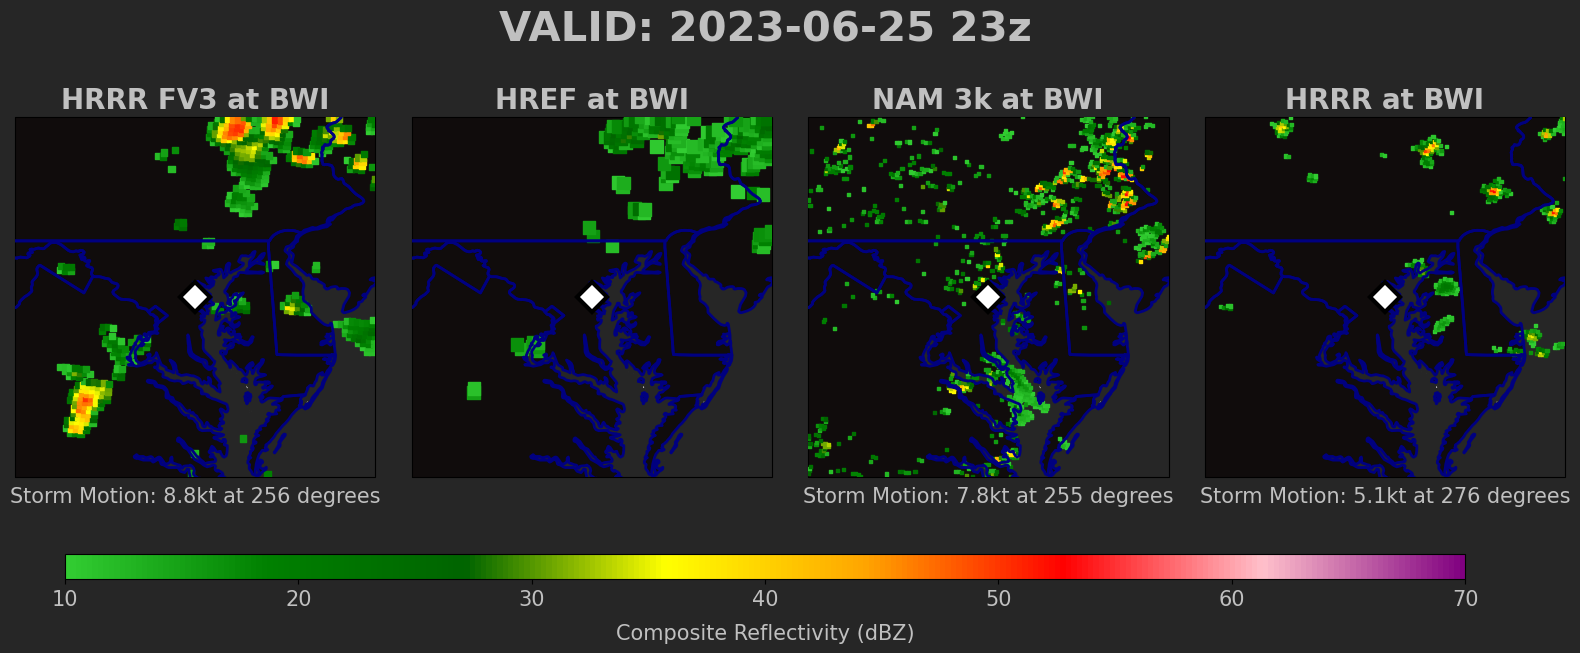 VALID: 2023-06-25 23z
HRRR FV3 at BWI
HREF at BWI
NAM 3k at BWI
HRRR at BWI
Storm Motion: 8.8kt at 256 degrees
Storm Motion: 7.8kt at 255 degrees
Storm Motion: 5.1kt at 276 degrees
10 20 30 40 50 60 70
Composite Reflectivity (dBZ)